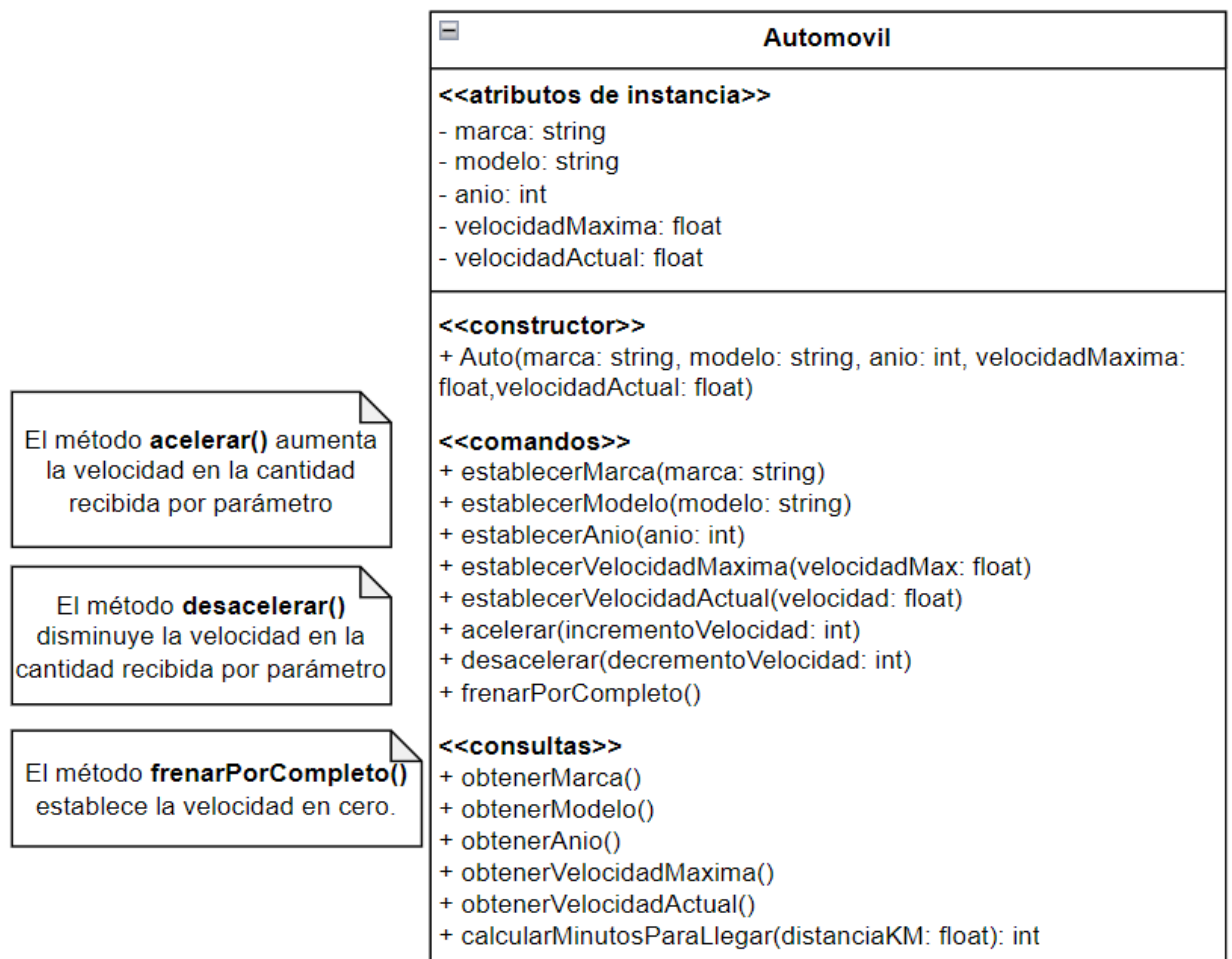 Automovil
<<atributos de instancia>>
- marca: string
- modelo: string
- anio: int
- velocidadMaxima: float
- velocidadActual: float
<<constructor>>
+ Auto(marca: string, modelo: string, anio: int, velocidadMaxima:
float,velocidadActual: float)
<<comandos>>
+ establecerMarca(marca: string)
+ establecerModelo(modelo: string)
+ establecerAnio(anio: int)
+ establecerVelocidadMaxima(velocidadMax: float)
+ establecerVelocidadActual(velocidad: float)
+ acelerar(incrementoVelocidad: int)
+ desacelerar(decrementoVelocidad: int)
+ frenarPorCompleto()
<<consultas>>
+ obtenerMarca()
+ obtenerModelo()
+ obtenerAnio()
+ obtenerVelocidadMaxima()
+ obtenerVelocidadActual()
+ calcularMinutosParaLlegar(distanciaKM: float): int
El método acelerar() aumenta
la velocidad en la cantidad
recibida por parámetro
El método desacelerar()
disminuye la velocidad en la
cantidad recibida por parámetro
El método frenarPorCompleto()
establece la velocidad en cero.